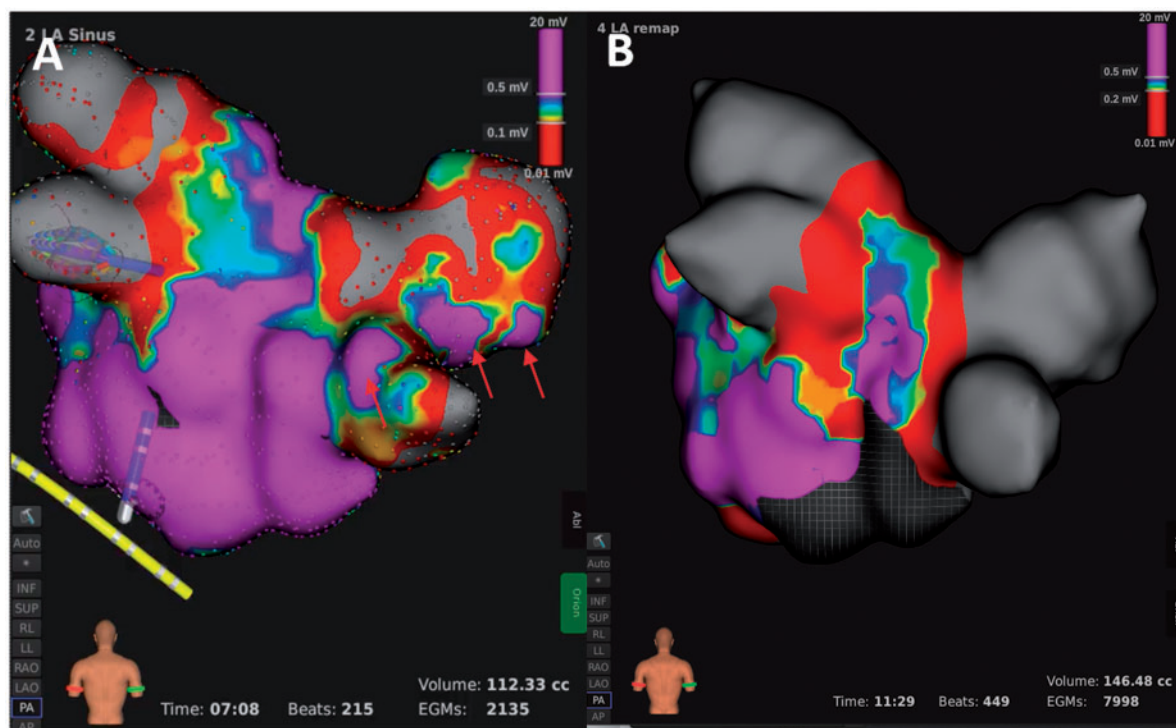 2 LA Sinus
A
20 mV
0.5 mV
0.1 mV
0.01 mV
Abl
Orion
Auto
INF
SUP
RL
LL
RAO
LAO
PA
AP
Volume: 112.33 cc
Time: 07:08 Beats: 215 EGMs: 2135
4 LA remap
B
20 mV
0.5 mV
0.2 mV
0.01 mV
Auto
INF
SUP
RL
LL
RAO
LAO
PA
AP
Volume: 146.48 cc
Time: 11:29 Beats: 449 EGMs: 7998